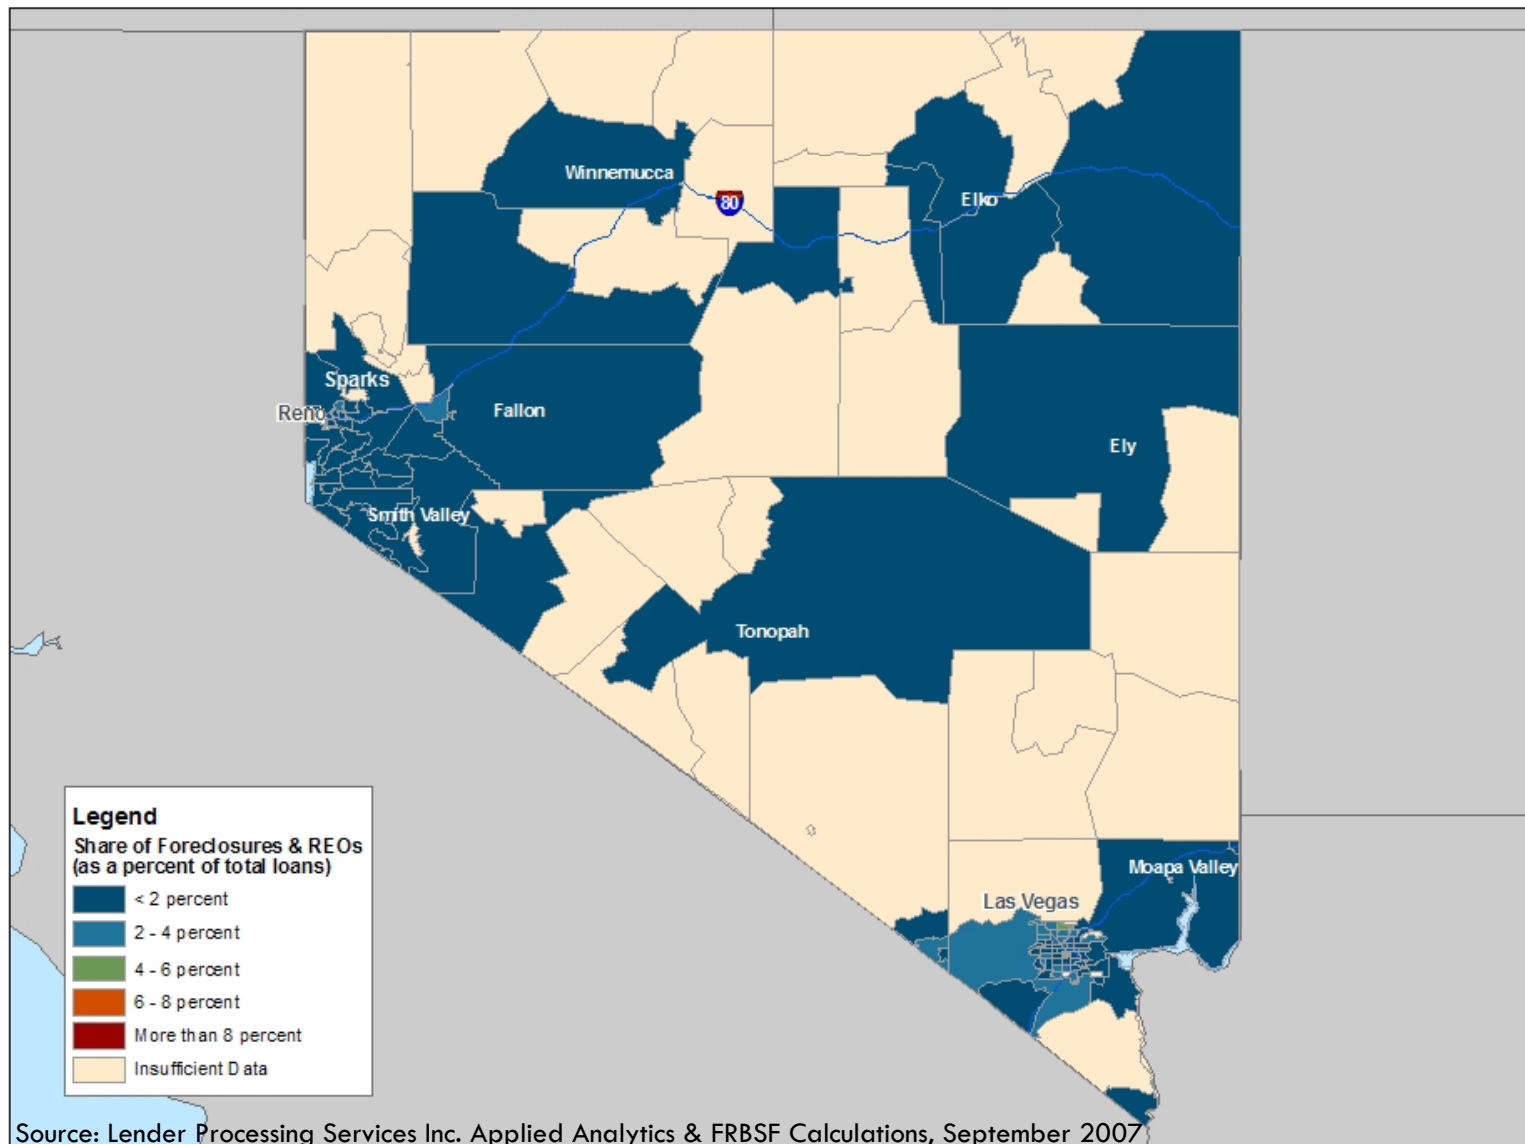 Winnemucca
80
Elko
Sparks
Reno
Fallon
Ely
Smith Valley
Tonopah
Moapa Valley
Las Vegas
Legend
Share of Foreclosures & REOs
(as a percent of total loans)
< 2 percent
2 - 4 percent
4 - 6 percent
6 - 8 percent
More than 8 percent
Insufficient Data
Source: Lender Processing Services Inc. Applied Analytics & FRBSF Calculations, September 2007